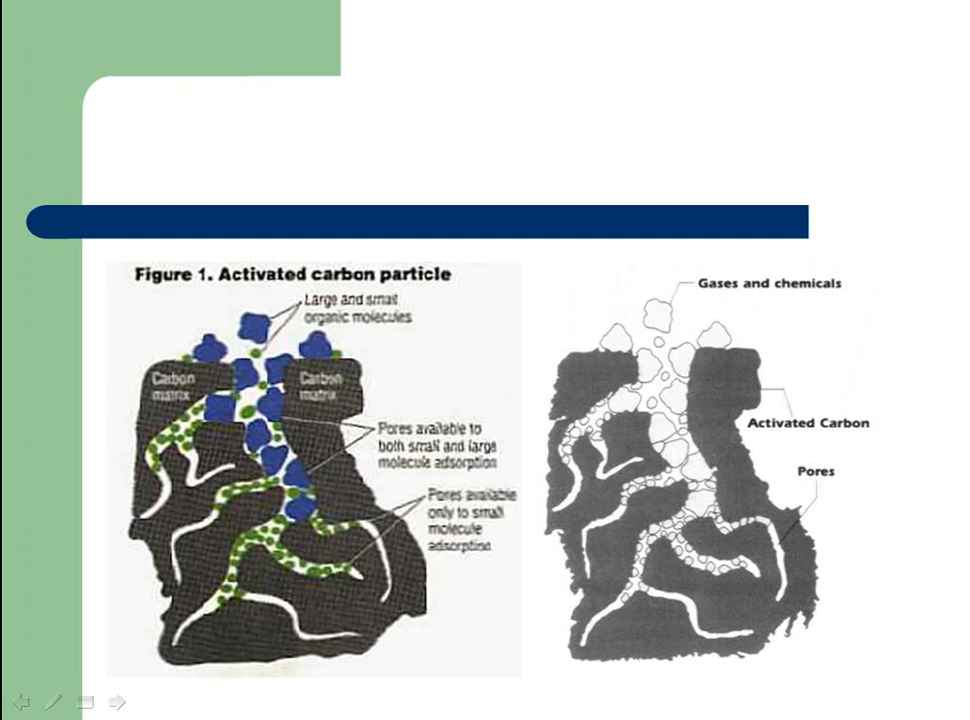 Figure 1. Activated carbon particle
Large and small
organic molecules
Carbon
matrix
Carbon
matrix
Pores available to
both small and large
molecule adsorption
Pores available
only to small
molecule
adsorption
Gases and chemicals
Activated Carbon
Pores